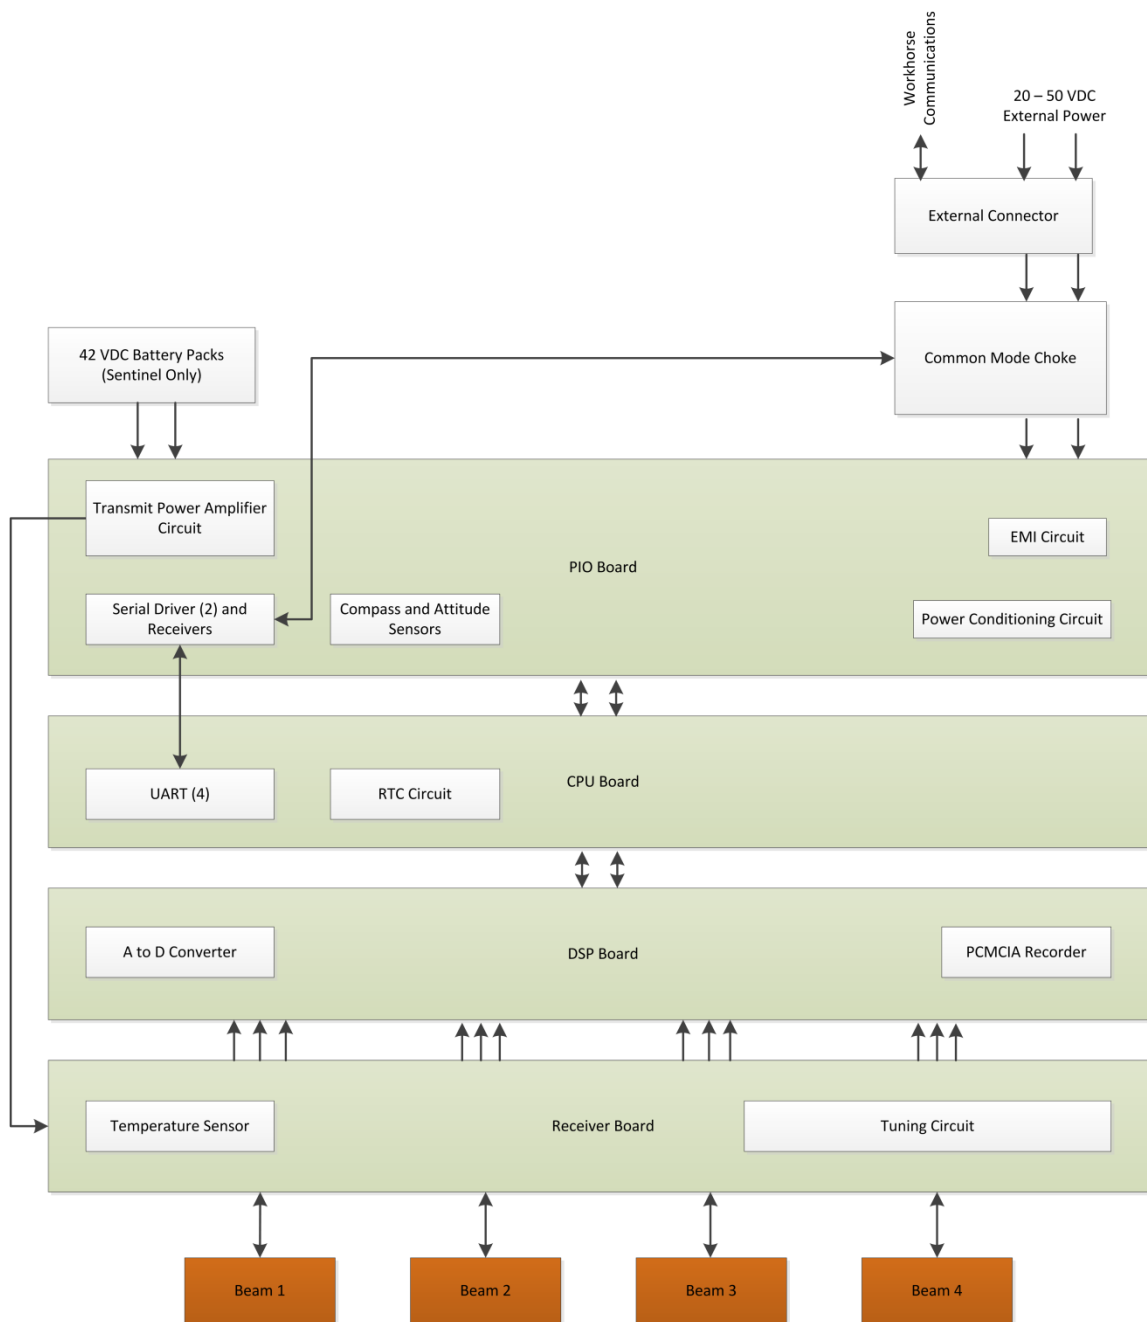 Workhorse
Communications
20 – 50 VDC
External Power
External Connector
42 VDC Battery Packs
(Sentinel Only)
Common Mode Choke
Transmit Power Amplifier
Circuit
EMI Circuit
PIO Board
Serial Driver (2) and
Receivers
Compass and Attitude
Sensors
Power Conditioning Circuit
UART (4)
RTC Circuit
CPU Board
A to D Converter
DSP Board
PCMCIA Recorder
Temperature Sensor
Receiver Board
Tuning Circuit
Beam 1
Beam 2
Beam 3
Beam 4